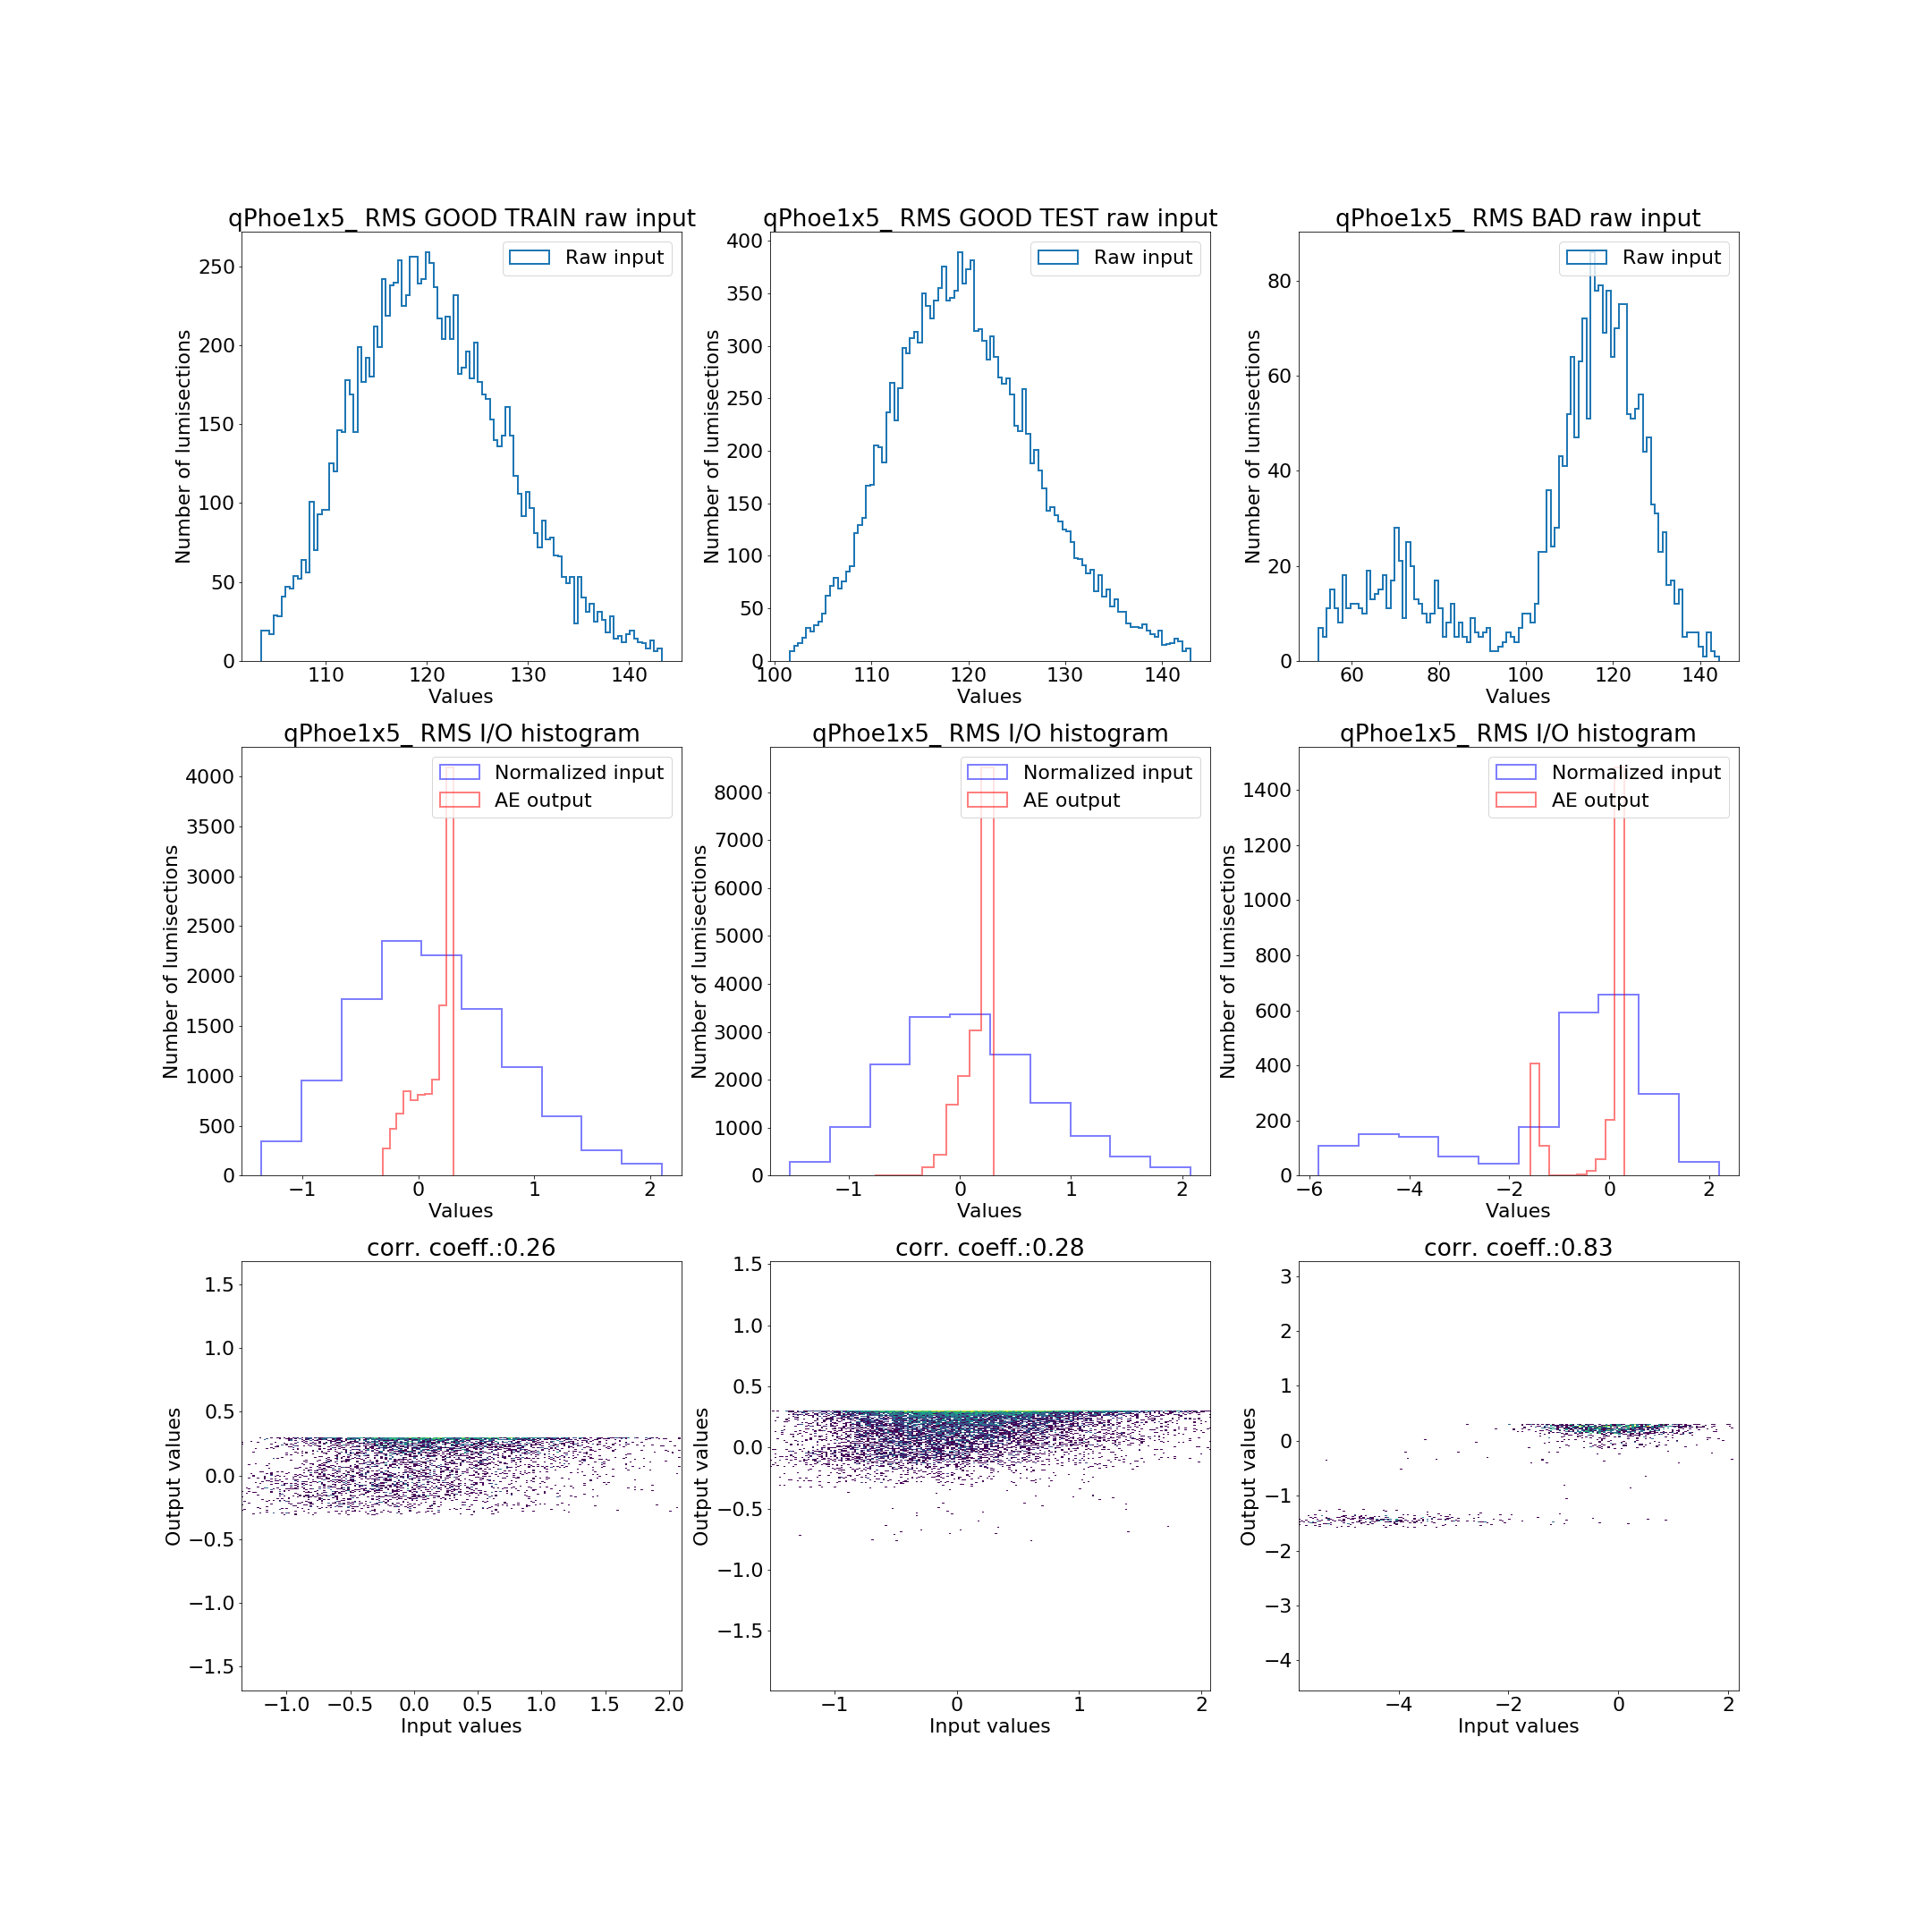 qPhoe1x5_ RMS GOOD TRAIN raw input
Raw input
Number of lumisections
250
200
150
100
50
0
110 120 130 140
Values
qPhoe1x5_ RMS GOOD TEST raw input
Raw input
Number of lumisections
400
350
300
250
200
150
100
50
0
100 110 120 130 140
Values
qPhoe1x5_ RMS BAD raw input
Raw input
Number of lumisections
80
60
40
20
0
60 80 100 120 140
Values
qPhoe1x5_ RMS I/O histogram
Normalized input
AE output
Number of lumisections
4000
3500
3000
2500
2000
1500
1000
500
0
−1 0 1 2
Values
qPhoe1x5_ RMS I/O histogram
Normalized input
AE output
Number of lumisections
8000
7000
6000
5000
4000
3000
2000
1000
0
−1 0 1 2
Values
qPhoe1x5_ RMS I/O histogram
Normalized input
AE output
Number of lumisections
1400
1200
1000
800
600
400
200
0
−6 −4 −2 0 2
Values
corr. coeff.:0.26
Output values
1.5
1.0
0.5
0.0
−0.5
−1.0
−1.5
−1.0 −0.5 0.0 0.5 1.0 1.5 2.0
Input values
corr. coeff.:0.28
Output values
1.5
1.0
0.5
0.0
−0.5
−1.0
−1.5
−1 0 1 2
Input values
corr. coeff.:0.83
Output values
3
2
1
0
−1
−2
−3
−4
−4 −2 0 2
Input values